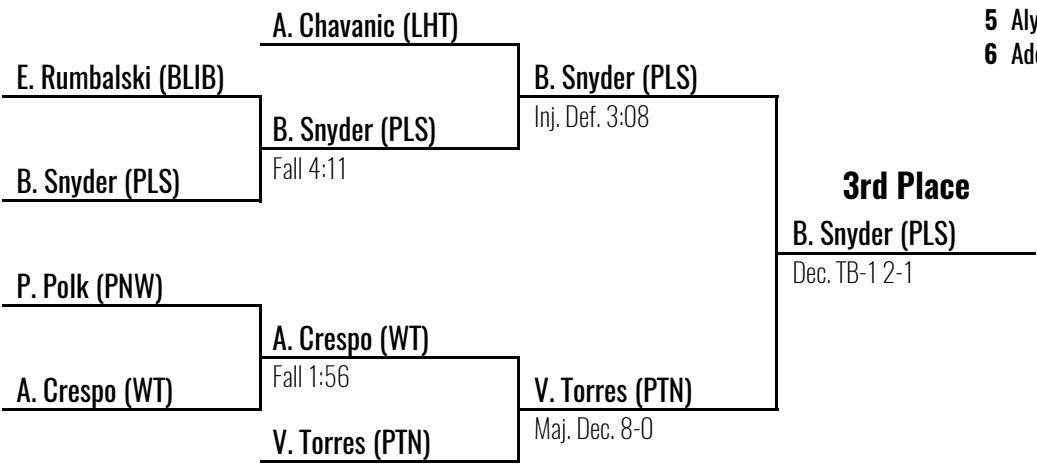 A. Chavanic (LHT)
5
6
E. Rumbalski (BLIB)
B. Snyder (PLS)
B. Snyder (PLS)
Inj. Def. 3:08
B. Snyder (PLS)
Fall 4:11
3rd Place
B. Snyder (PLS)
Dec. TB-1 2-1
P. Polk (PNW)
A. Crespo (WT)
A. Crespo (WT)
Fall 1:56
V. Torres (PTN)
V. Torres (PTN)
Maj. Dec. 8-0